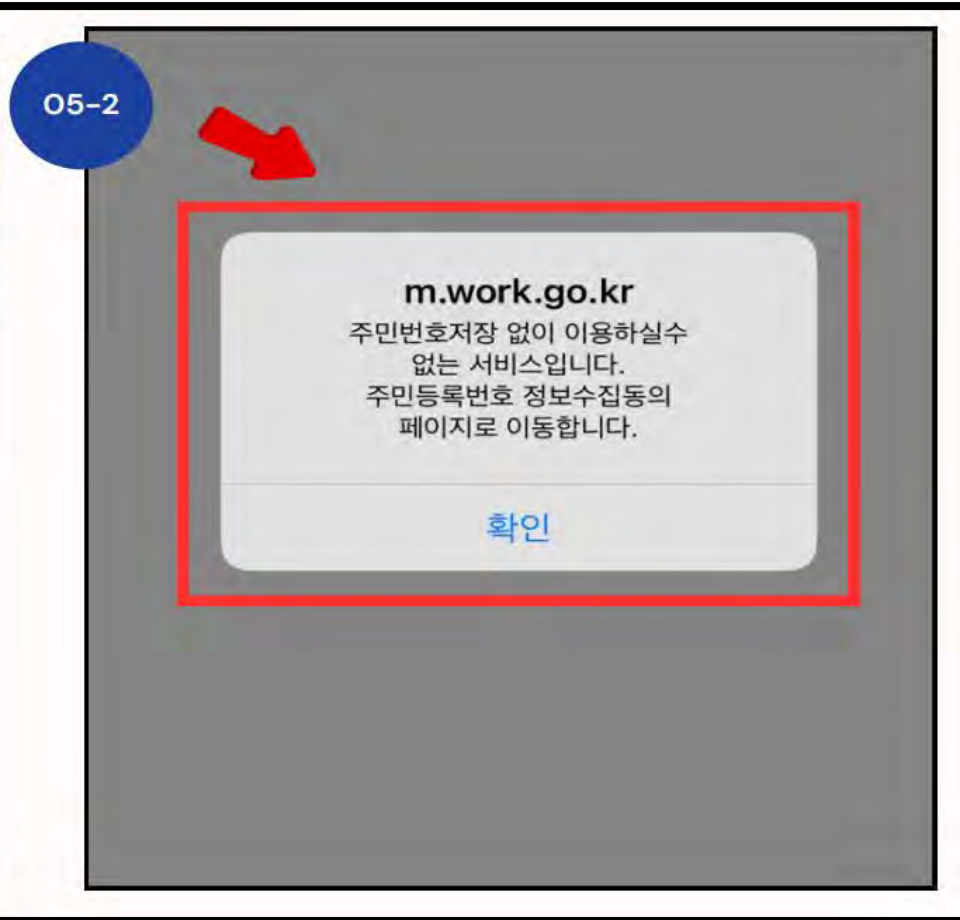 05-2
m.work.go.kr
주민번호저장 없이 이용하실수
없는 서비스입니다.
주민등록번호 정보수집동의
페이지로 이동합니다.
확인